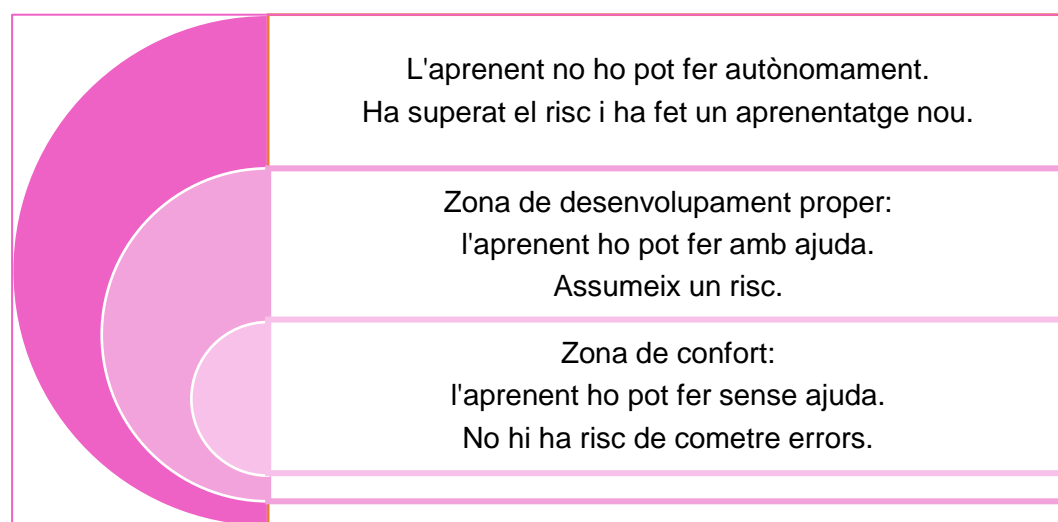 L'aprenent no ho pot fer autònomament.
Ha superat el risc i ha fet un aprenentatge nou.
Zona de desenvolupament proper:
l'aprenent ho pot fer amb ajuda.
Assumeix un risc.
Zona de confort:
l'aprenent ho pot fer sense ajuda.
No hi ha risc de cometre errors.